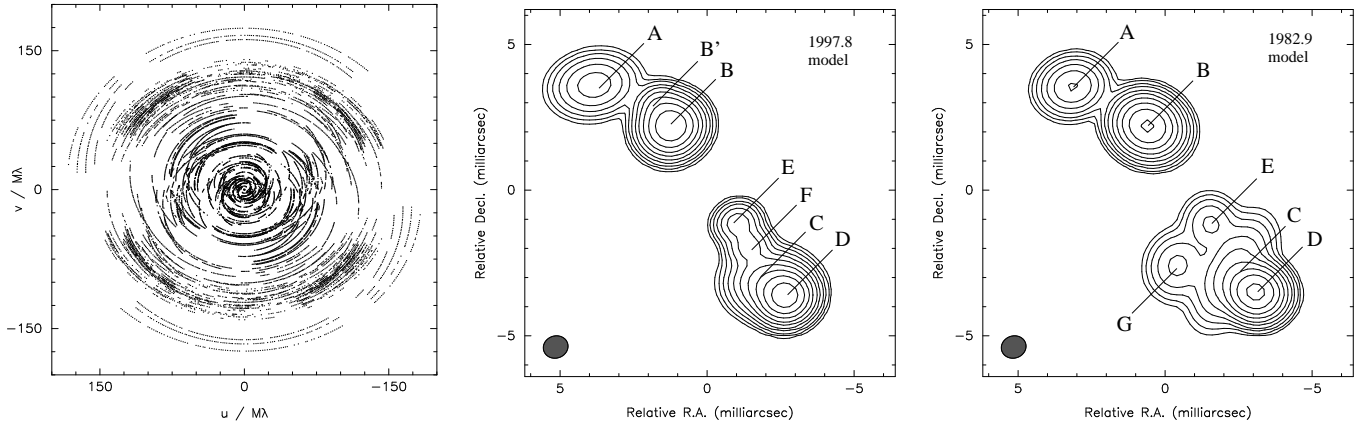 150
0
−150
v / Mλ
150
0
−150
u / Mλ
1997.8
model
A
B’
B
E
F
C
D
5
0
−5
Relative Decl. (milliarcsec)
5
0
−5
Relative R.A. (milliarcsec)
1982.9
model
A
B
E
C
D
G
5
0
−5
Relative Decl. (milliarcsec)
5
0
−5
Relative R.A. (milliarcsec)